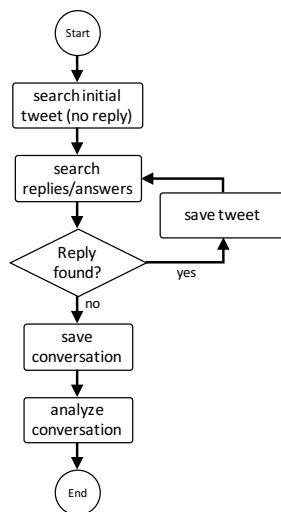 Start
search initial
tweet (no reply)
search
replies/answers
save tweet
Reply
found?
yes
no
save
conversation
analyze
conversation
End